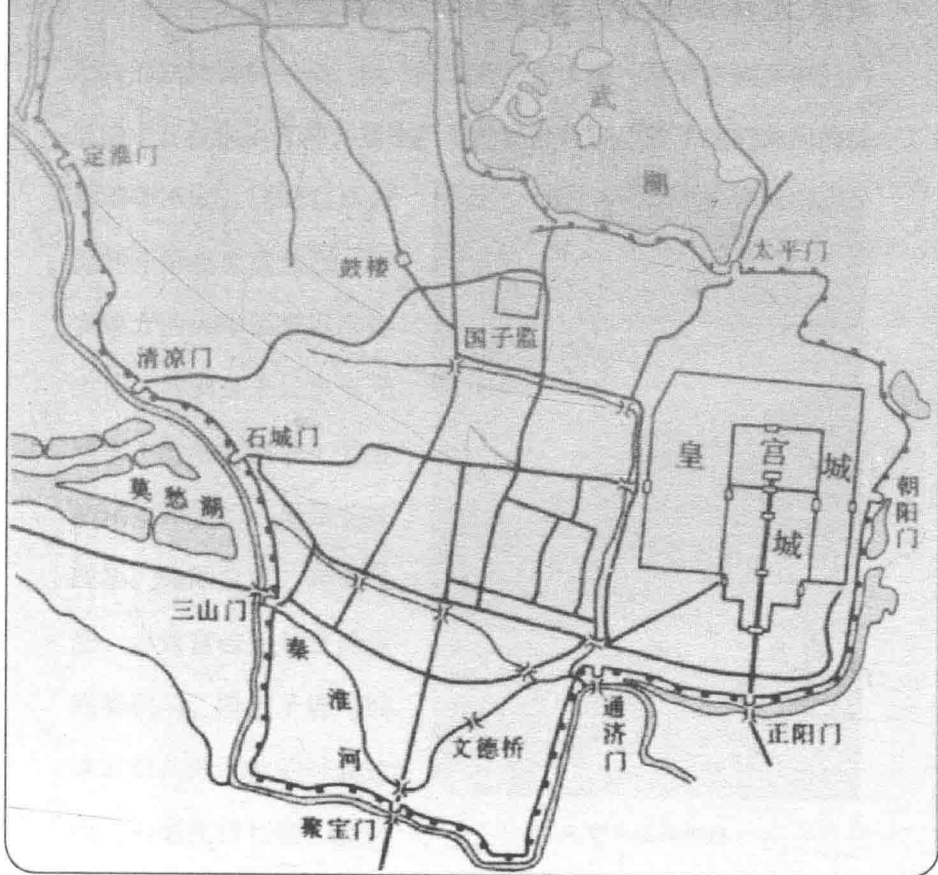 武
湖
定淮门
太平门
鼓楼
国子监
清凉门
皇
宫
城
石城门
朝阳门
莫愁湖
城
三山门
秦
淮
河
通济门
正阳门
文德桥
聚宝门